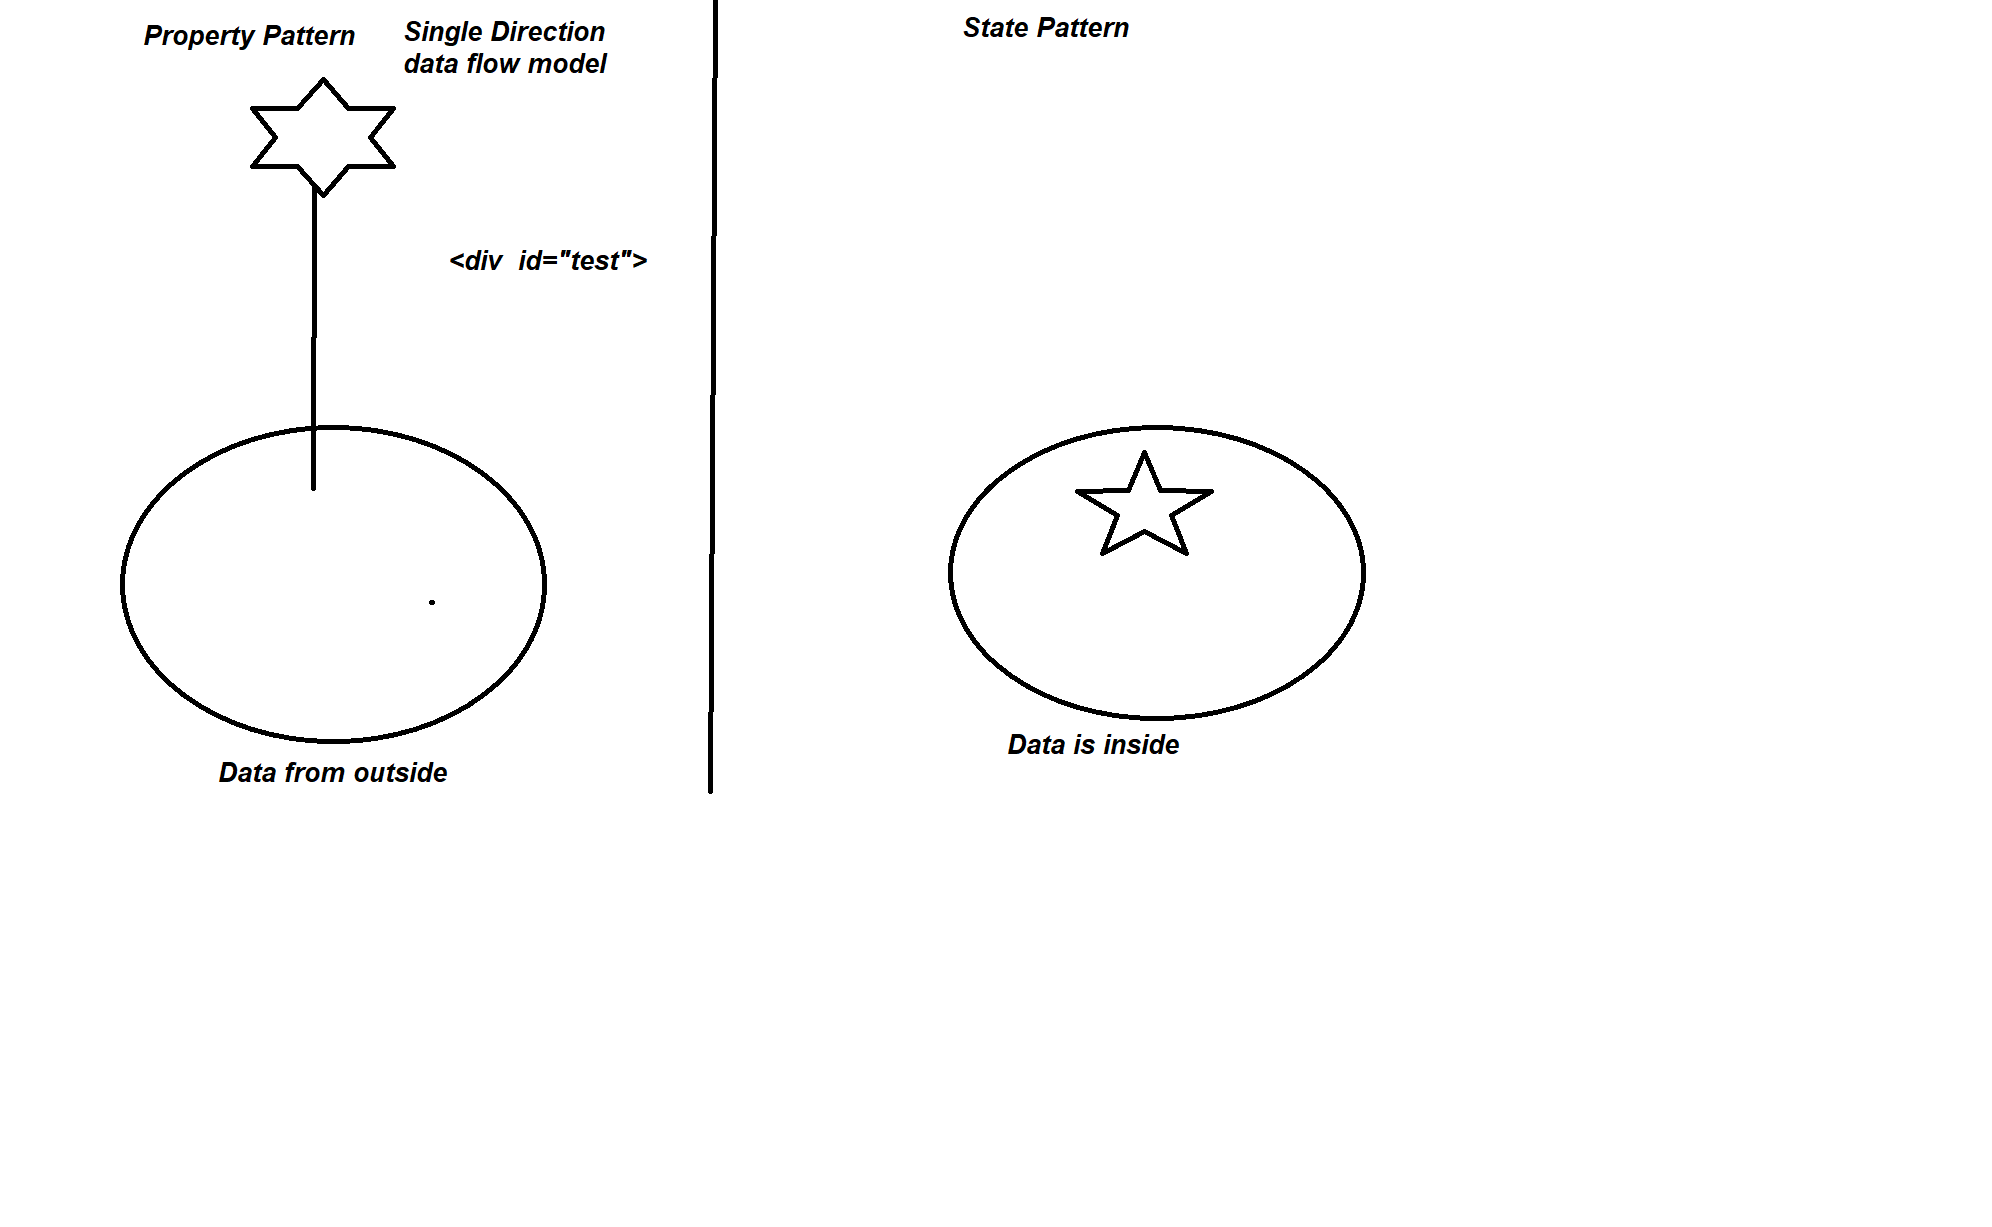 Property Pattern
Single Direction
data flow model
<div  id="test">
Data from outside
State Pattern
Data is inside